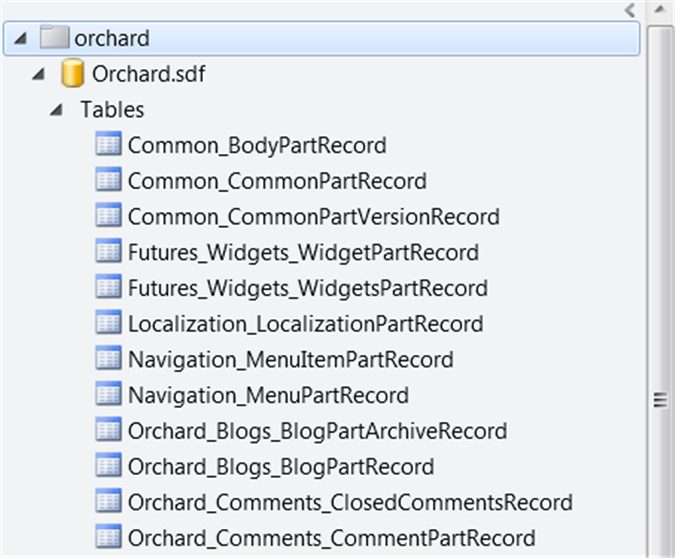 orchard
Orchard.sdf
Tables
Common_BodyPartRecord
Common_CommonPartRecord
Common_CommonPartVersionRecord
Futures_Widgets_WidgetPartRecord
Futures_Widgets_WidgetsPartRecord
Localization_LocalizationPartRecord
Navigation_MenuItemPartRecord
Navigation_MenuPartRecord
Orchard_Blogs_BlogPartArchiveRecord
Orchard_Blogs_BlogPartRecord
Orchard_Comments_ClosedCommentsRecord
Orchard_Comments_CommentPartRecord